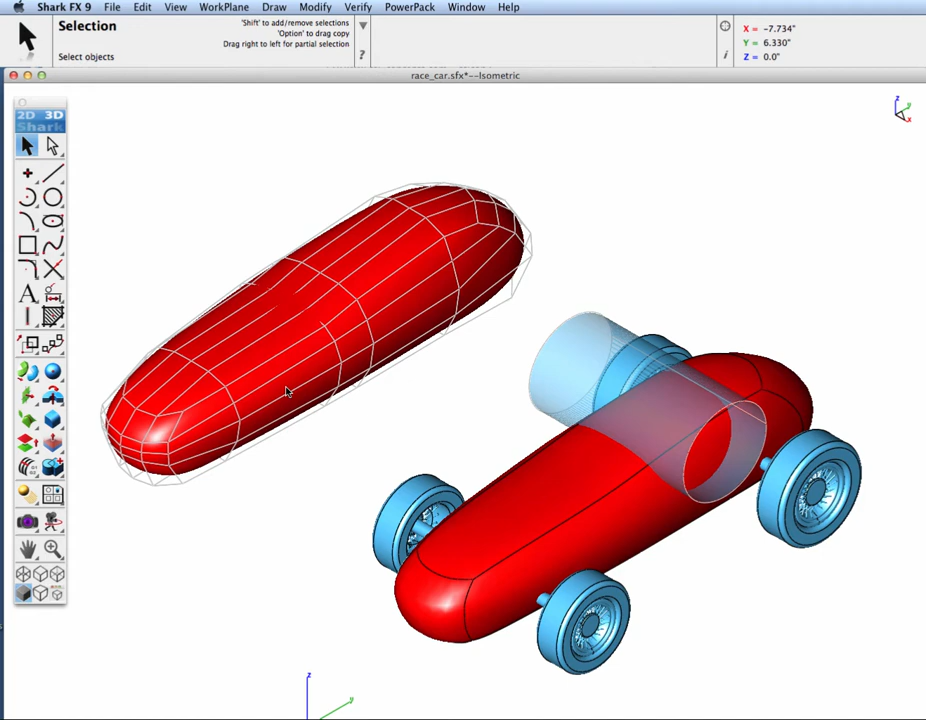 Shark FX 9 File Edit View WorkPlane Draw Modify Verify PowerPack Window Help
Selection
'Shift' to add/remove selections
'Option' to drag copy
Drag right to left for partial selection
Select objects
?
i
X = -7.734"
Y = 6.330"
Z = 0.0"
race_car.sfx*--Isometric
2D 3D
Shark
A
z
y
x
z
y